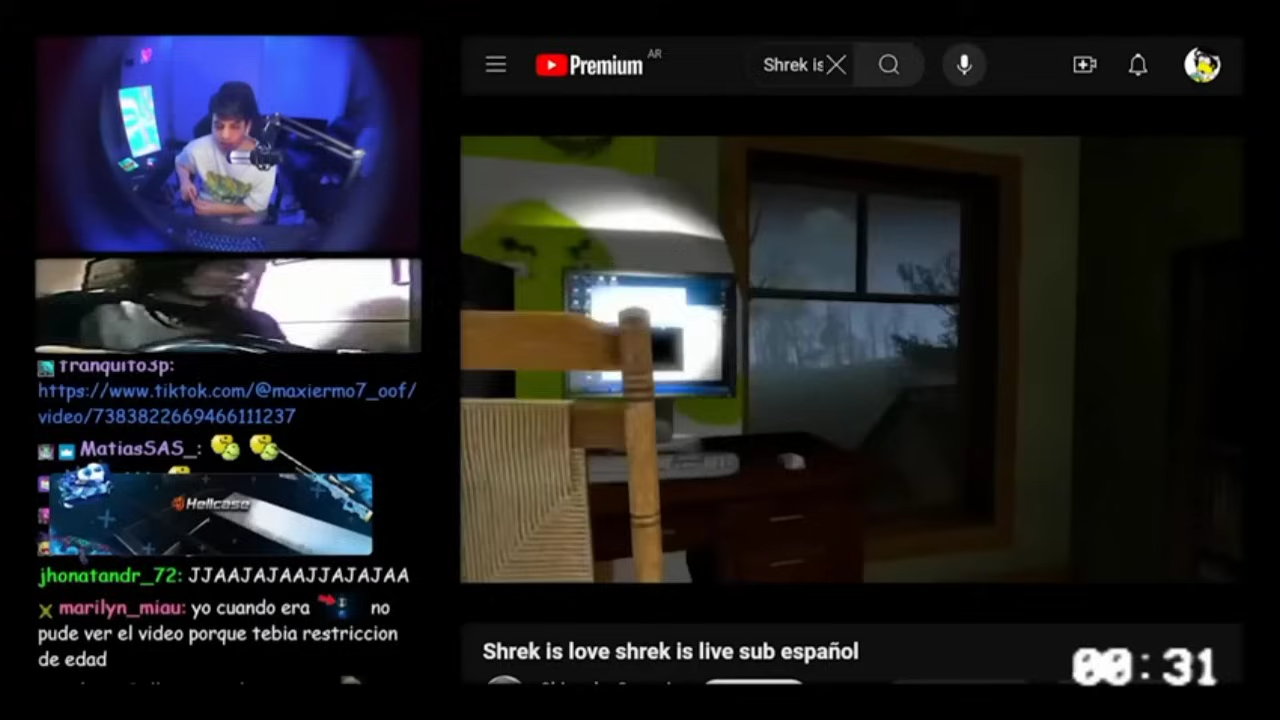 Premium AR
Shrek is
tranquito3p:
https://www.tiktok.com/@maxiermo7_oof/
video/7383822669466111237
MatiasSAS_:
Hellcase
jhonatandr_72: JJAAJAJAAJJAJAJAA
marilyn_miau: yo cuando era no
pude ver el video porque tebia restriccion
de edad
Shrek is love shrek is live sub español
00:31